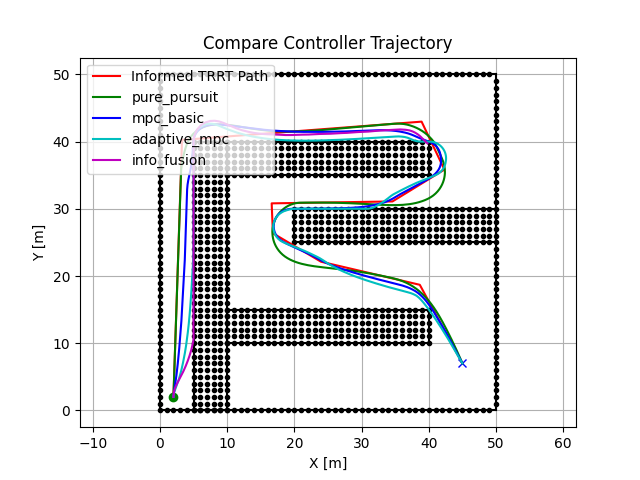 Compare Controller Trajectory
Informed TRRT Path
pure_pursuit
mpc_basic
adaptive_mpc
info_fusion
50
40
30
20
10
0
Y [m]
−10
0
10
20
30
40
50
60
X [m]